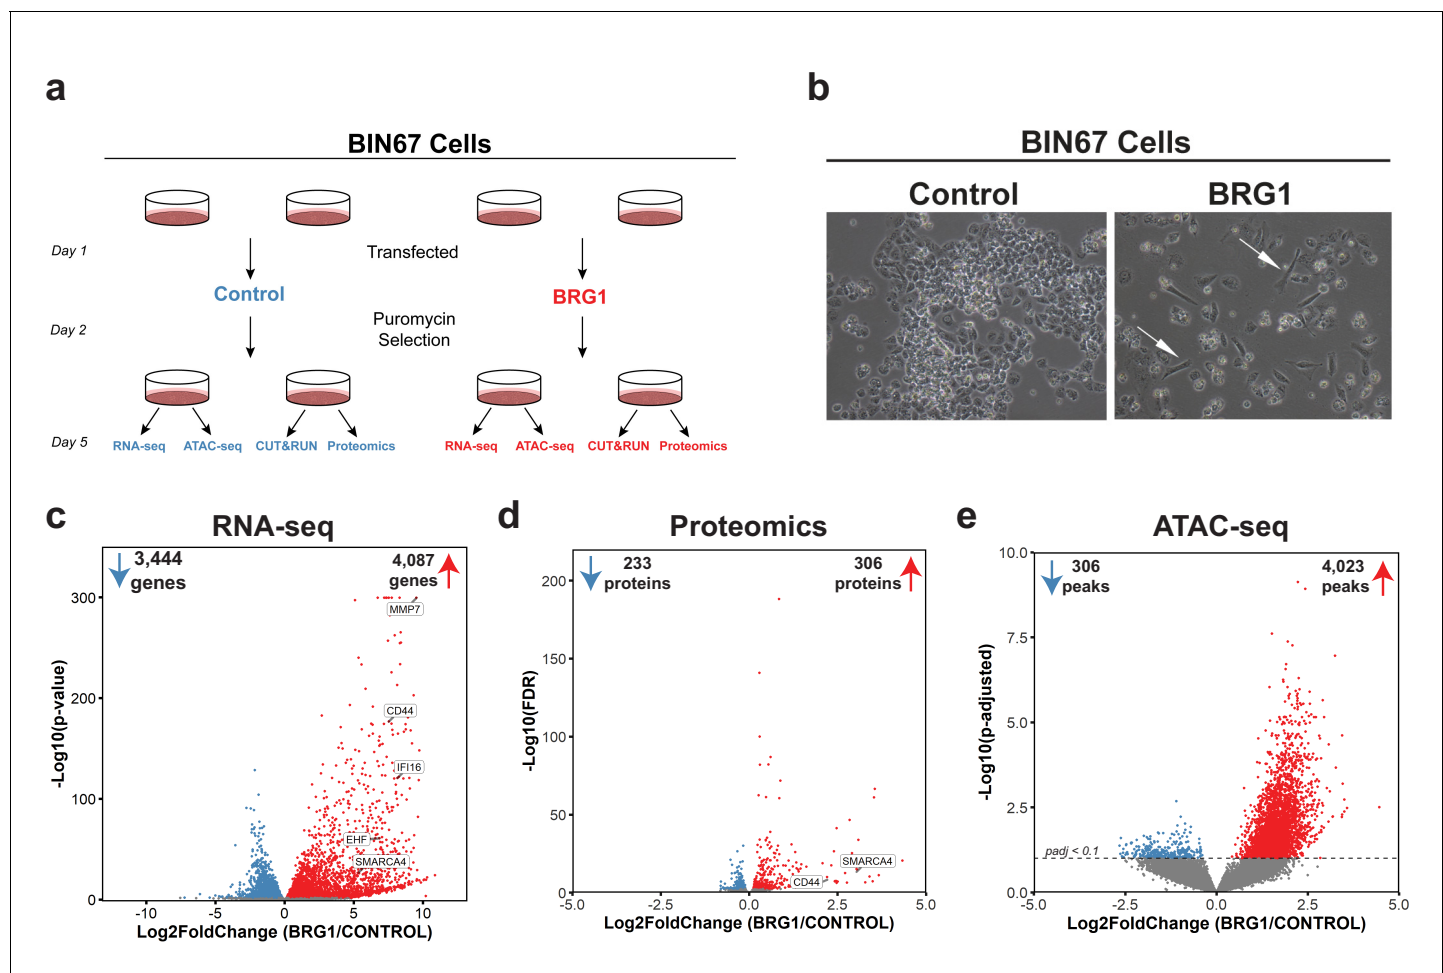 a
BIN67 Cells
Day 1
Transfected
Control
BRG1
Day 2
Puromycin
Selection
Day 5
RNA-seq ATAC-seq CUT&RUN Proteomics
RNA-seq ATAC-seq CUT&RUN Proteomics
b
BIN67 Cells
Control
BRG1
c
RNA-seq
3,444
genes
4,087
genes
MMP7
CD44
IFI16
EHF
SMARCA4
300
200
100
0
-Log10(p-value)
-10 -5 0 5 10
Log2FoldChange (BRG1/CONTROL)
d
Proteomics
233
proteins
306
proteins
SMARCA4
CD44
200
150
100
50
0
-Log10(FDR)
-5.0 -2.5 0.0 2.5 5.0
Log2FoldChange (BRG1/CONTROL)
e
ATAC-seq
306
peaks
4,023
peaks
padj < 0.1
10.0
7.5
5.0
2.5
0.0
-Log10(p-adjusted)
-5.0 -2.5 0.0 2.5 5.0
Log2FoldChange (BRG1/CONTROL)